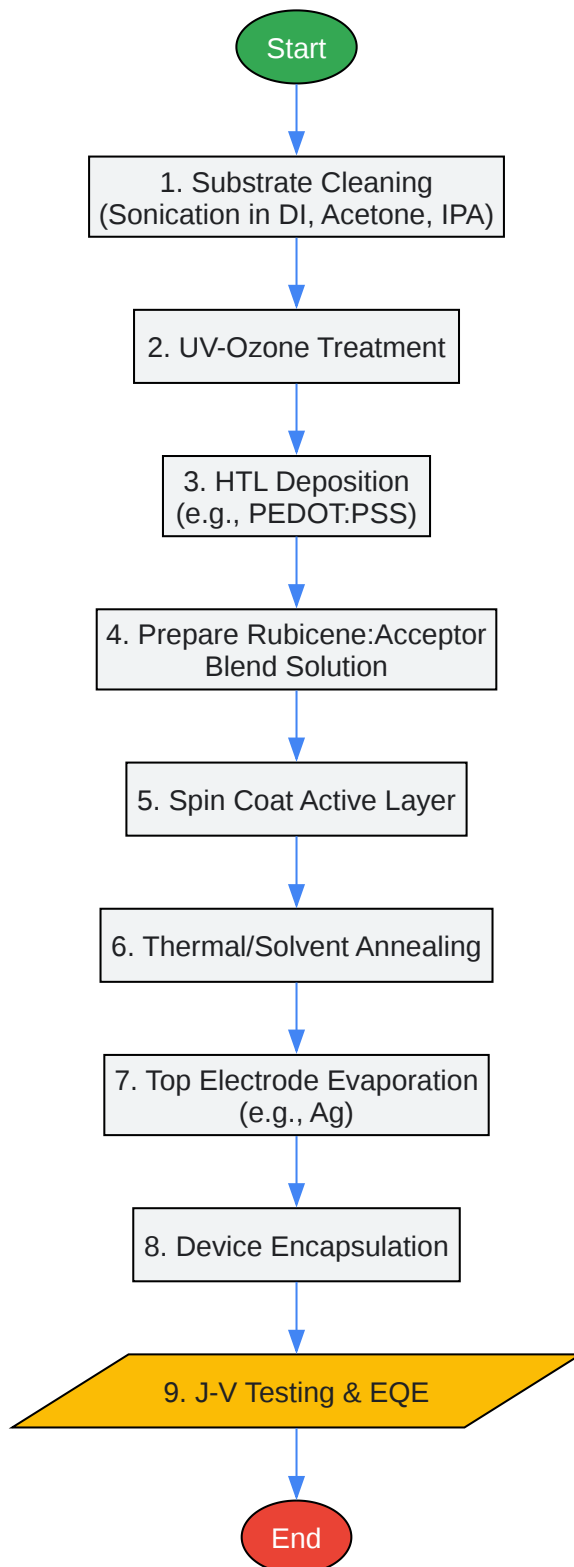 Start
1. Substrate Cleaning
(Sonication in DI, Acetone, IPA)
2. UV-Ozone Treatment
3. HTL Deposition
(e.g., PEDOT:PSS)
4. Prepare Rubicene:Acceptor
Blend Solution
5. Spin Coat Active Layer
6. Thermal/Solvent Annealing
7. Top Electrode Evaporation
(e.g., Ag)
8. Device Encapsulation
9. J-V Testing & EQE
End